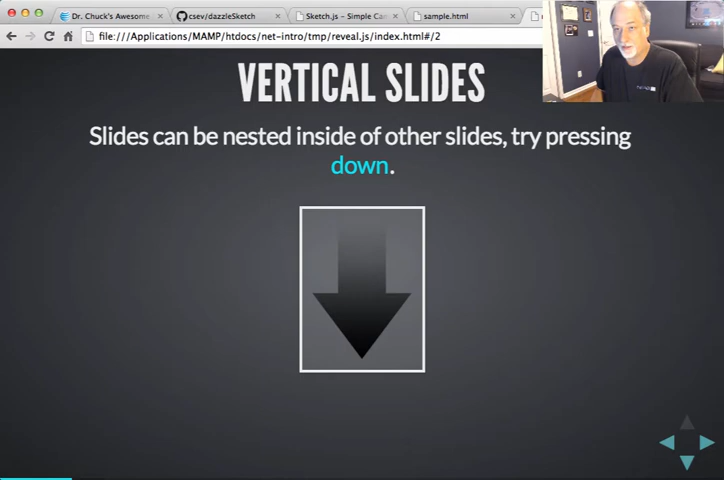 Dr. Chuck's Awesome
csev/dazzleSketch
Sketch.js – Simple Can
sample.html
file:///Applications/MAMP/htdocs/net-intro/tmp/reveal.js/index.html#/2
VERTICAL SLIDES
Slides can be nested inside of other slides, try pressing
down.